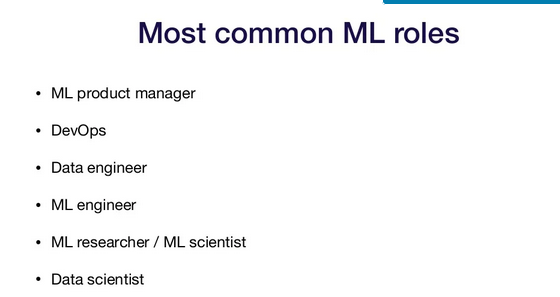 Most common ML roles
• ML product manager
• DevOps
• Data engineer
• ML engineer
• ML researcher / ML scientist
• Data scientist